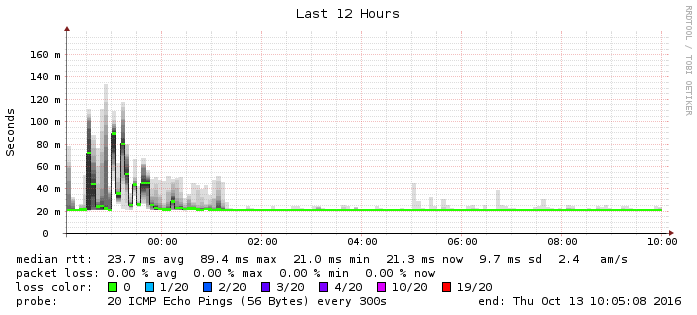 Last 12 Hours
RRDTOOL / TOBI OETIKER
Seconds
160 m
140 m
120 m
100 m
80 m
60 m
40 m
20 m
0
00:00 02:00 04:00 06:00 08:00 10:00
median rtt: 23.7 ms avg 89.4 ms max 21.0 ms min 21.3 ms now 9.7 ms sd 2.4 am/s
packet loss: 0.00 % avg 0.00 % max 0.00 % min 0.00 % now
loss color: 0 1/20 2/20 3/20 4/20 10/20 19/20
probe: 20 ICMP Echo Pings (56 Bytes) every 300s end: Thu Oct 13 10:05:08 2016